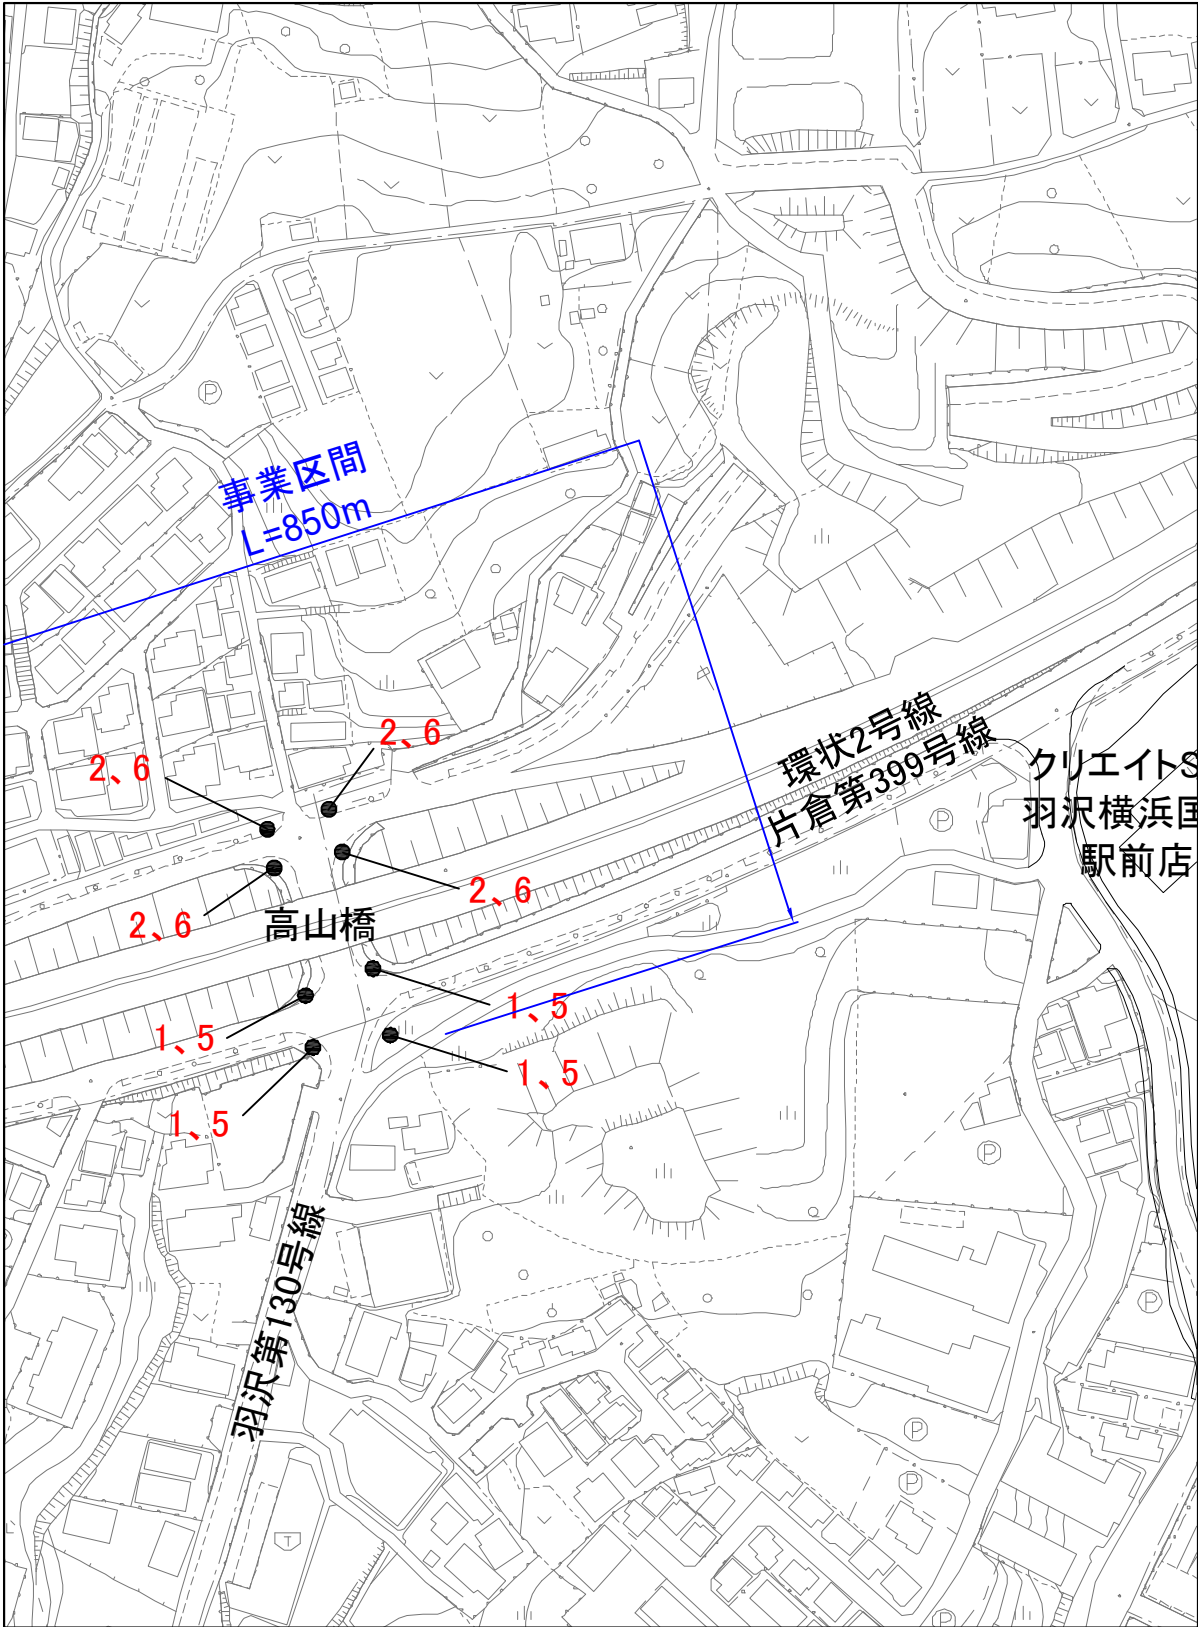 事業区間
L=850m
2、6
2、6
環状2号線
片倉第399号線
クリエイトS
羽沢横浜国
駅前店
2、6
2、6
高山橋
1、5
1、5
1、5
1、5
羽沢第130号線
P
P
P
P
P
P
P
T